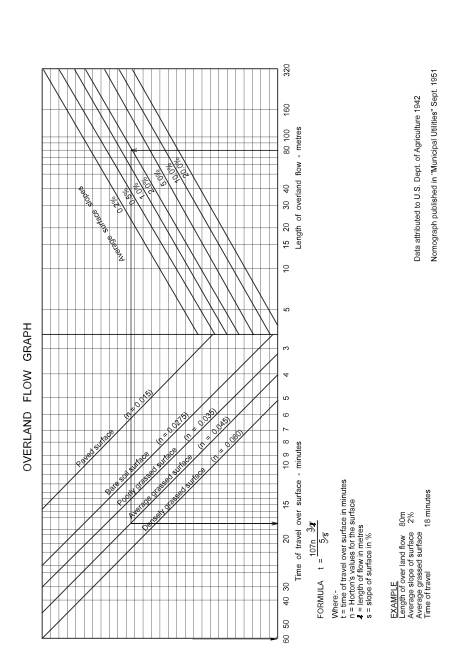 OVERLAND FLOW GRAPH
Average surface slopes
0.2%
0.5%
1.0%
2.0%
5.0%
10.0%
20.0%
Paved surface (n = 0.015)
Bare soil surface (n = 0.0275)
Poorly grassed surface (n = 0.035)
Average grassed surface (n = 0.045)
Densely grassed surface (n = 0.060)
60 50 40 30 20 15 10 9 8 7 6 5 4 3 5 10 15 20 30 40 80 100 160 320
Time of travel over surface - minutes
Length of overland flow - metres
FORMULA t = 107n
Where:-
t = time of travel over surface in minutes
n = Horton's values for the surface
= length of flow in metres
s = slope of surface in %
EXAMPLE
Length of over land flow 80m
Average slope of surface 2%
Average grassed surface
Time of travel 18 minutes
Data attributed to U.S. Dept. of Agriculture 1942
Nomograph published in "Municipal Utilities" Sept. 1951